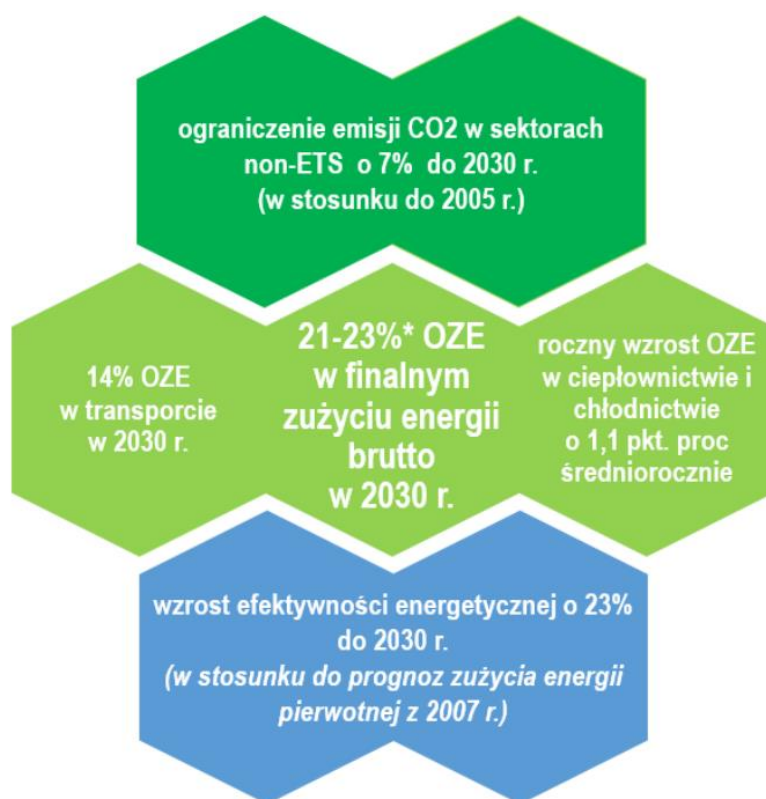 ograniczenie emisji CO2 w sektorach
non-ETS o 7% do 2030 r.
(w stosunku do 2005 r.)
14% OZE
w transporcie
w 2030 r.
21-23%* OZE
w finalnym
zużyciu energii
brutto
w 2030 r.
roczny wzrost OZE
w ciepłownictwie i
chłodnictwie
o 1,1 pkt. proc
średniorocznie
wzrost efektywności energetycznej o 23%
do 2030 r.
(w stosunku do prognoz zużycia energii
pierwotnej z 2007 r.)